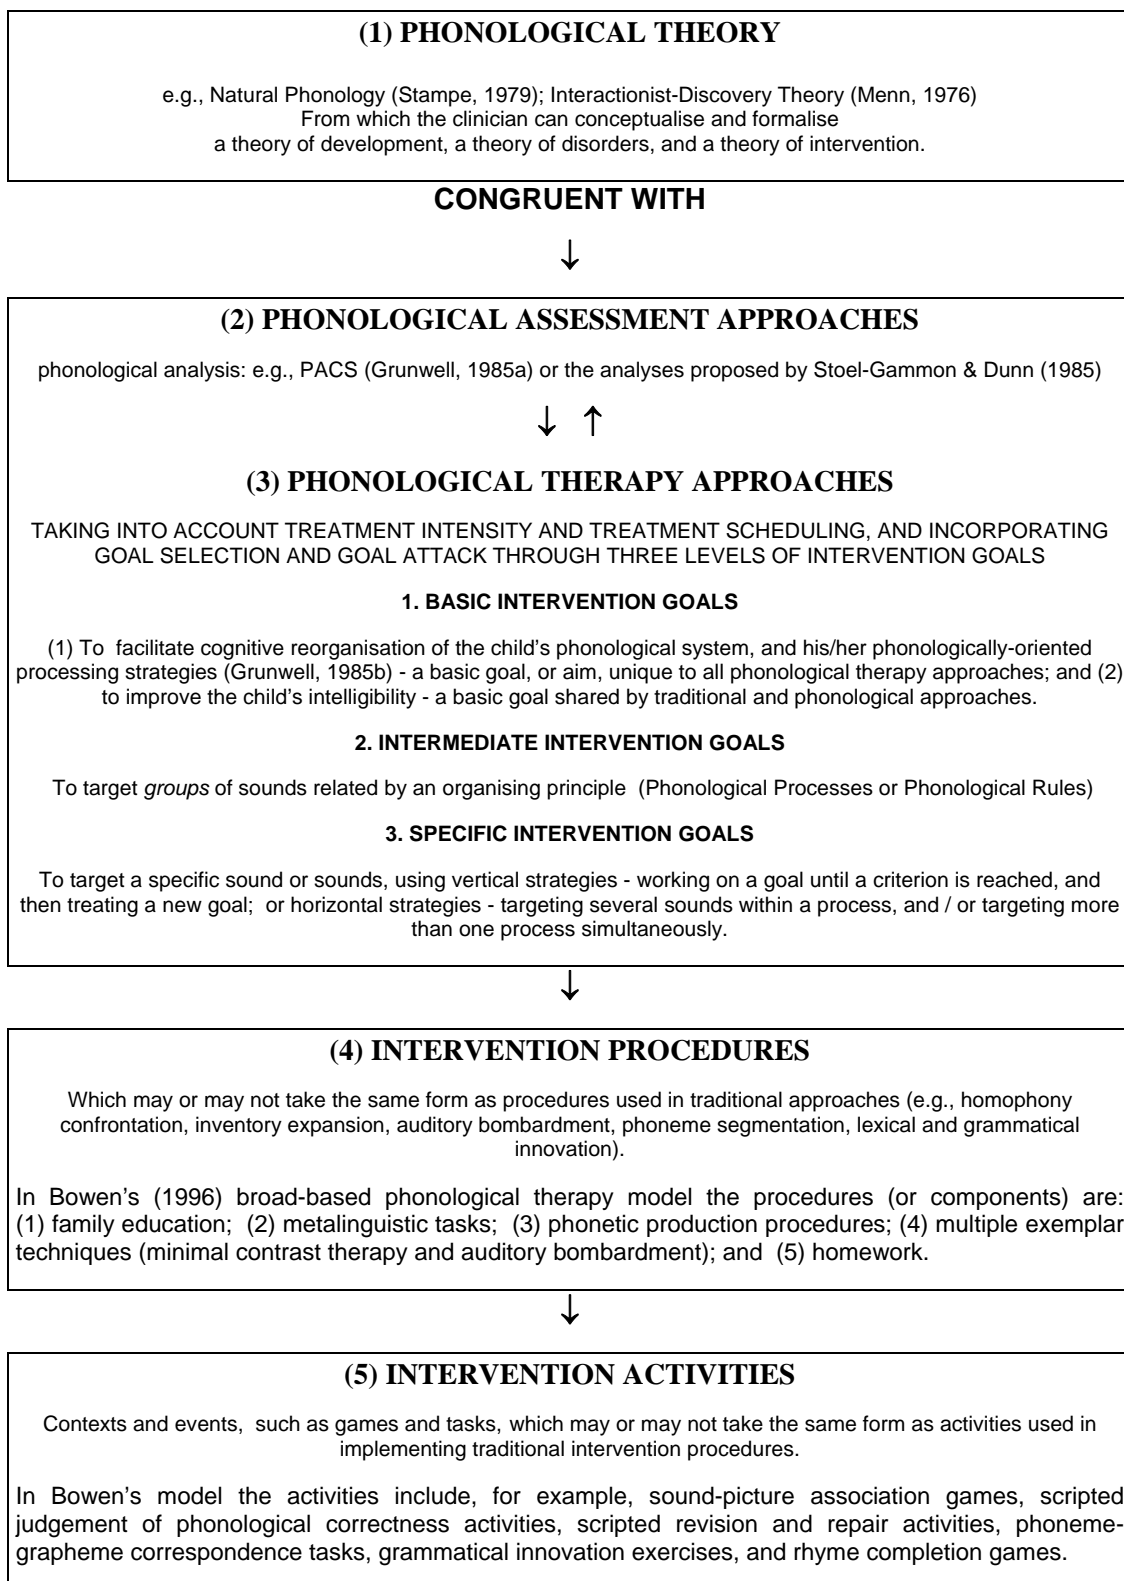 (1) PHONOLOGICAL THEORY
e.g., Natural Phonology (Stampe, 1979); Interactionist-Discovery Theory (Menn, 1976)
From which the clinician can conceptualise and formalise
a theory of development, a theory of disorders, and a theory of intervention.
CONGRUENT WITH
↓
(2) PHONOLOGICAL ASSESSMENT APPROACHES
phonological analysis: e.g., PACS (Grunwell, 1985a) or the analyses proposed by Stoel-Gammon & Dunn (1985)
↓ ↑
(3) PHONOLOGICAL THERAPY APPROACHES
TAKING INTO ACCOUNT TREATMENT INTENSITY AND TREATMENT SCHEDULING, AND INCORPORATING
GOAL SELECTION AND GOAL ATTACK THROUGH THREE LEVELS OF INTERVENTION GOALS
1. BASIC INTERVENTION GOALS
(1) To facilitate cognitive reorganisation of the child's phonological system, and his/her phonologically-oriented
processing strategies (Grunwell, 1985b) - a basic goal, or aim, unique to all phonological therapy approaches; and (2)
to improve the child's intelligibility - a basic goal shared by traditional and phonological approaches.
2. INTERMEDIATE INTERVENTION GOALS
To target groups of sounds related by an organising principle (Phonological Processes or Phonological Rules)
3. SPECIFIC INTERVENTION GOALS
To target a specific sound or sounds, using vertical strategies - working on a goal until a criterion is reached, and
then treating a new goal; or horizontal strategies - targeting several sounds within a process, and / or targeting more
than one process simultaneously.
↓
(4) INTERVENTION PROCEDURES
Which may or may not take the same form as procedures used in traditional approaches (e.g., homophony
confrontation, inventory expansion, auditory bombardment, phoneme segmentation, lexical and grammatical
innovation).
In Bowen's (1996) broad-based phonological therapy model the procedures (or components) are:
(1) family education; (2) metalinguistic tasks; (3) phonetic production procedures; (4) multiple exemplar
techniques (minimal contrast therapy and auditory bombardment); and (5) homework.
↓
(5) INTERVENTION ACTIVITIES
Contexts and events, such as games and tasks, which may or may not take the same form as activities used in
implementing traditional intervention procedures.
In Bowen's model the activities include, for example, sound-picture association games, scripted
judgement of phonological correctness activities, scripted revision and repair activities, phoneme-
grapheme correspondence tasks, grammatical innovation exercises, and rhyme completion games.